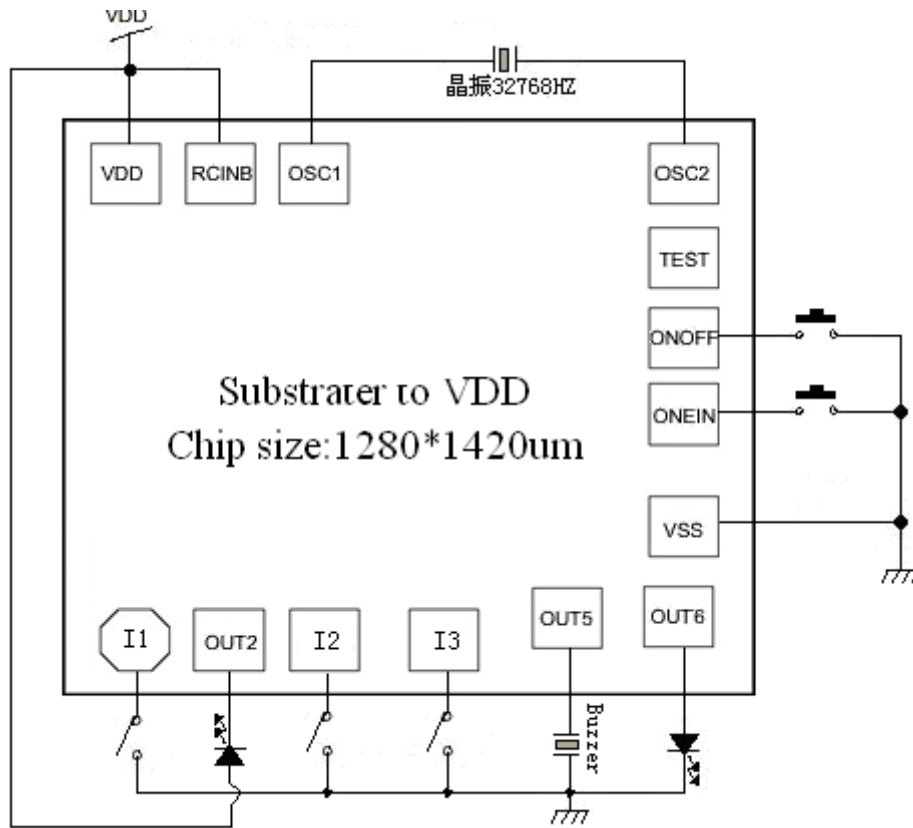 VDD
晶振32768HZ
VDD
RCINB
OSC1
OSC2
TEST
ONOFF
ONEIN
Substrater to VDD
Chip size:1280*1420um
VSS
I1
OUT2
I2
I3
OUT5
OUT6
Buzzer